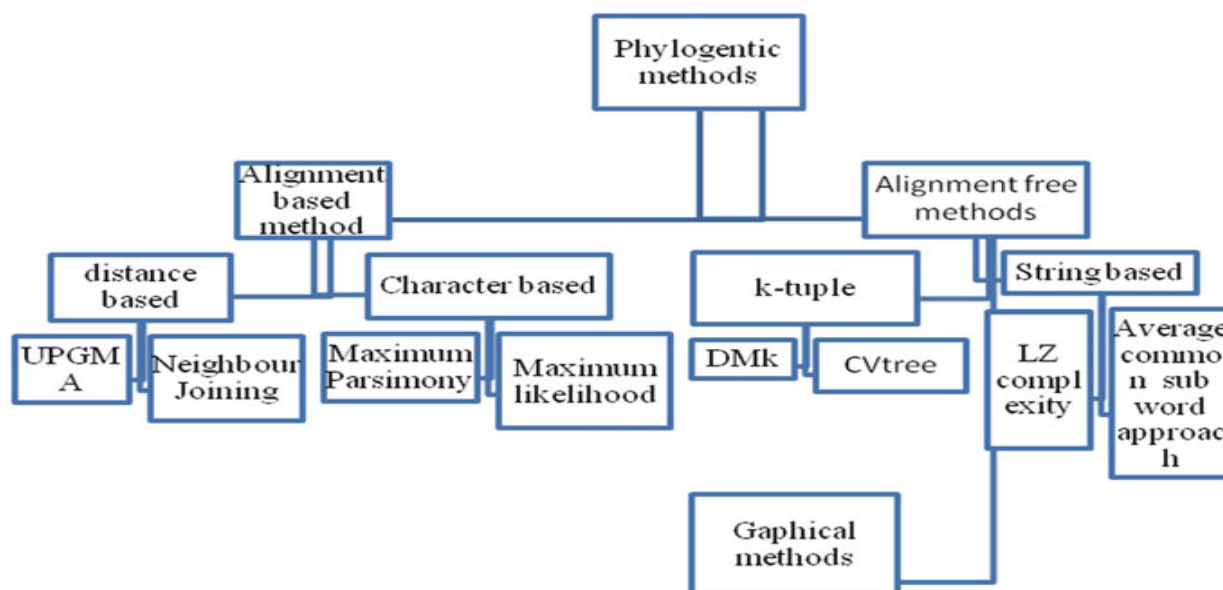 Phylogentic
methods
Alignment
based
method
Alignment free
methods
distance
based
Character based
k-tuple
String based
UPGM
A
Neighbour
Joining
Maximum
Parsimony
Maximum
likelihood
DMk
CVtree
LZ
compl
exity
Average
commo
n sub
word
approac
h
Gaphical
methods